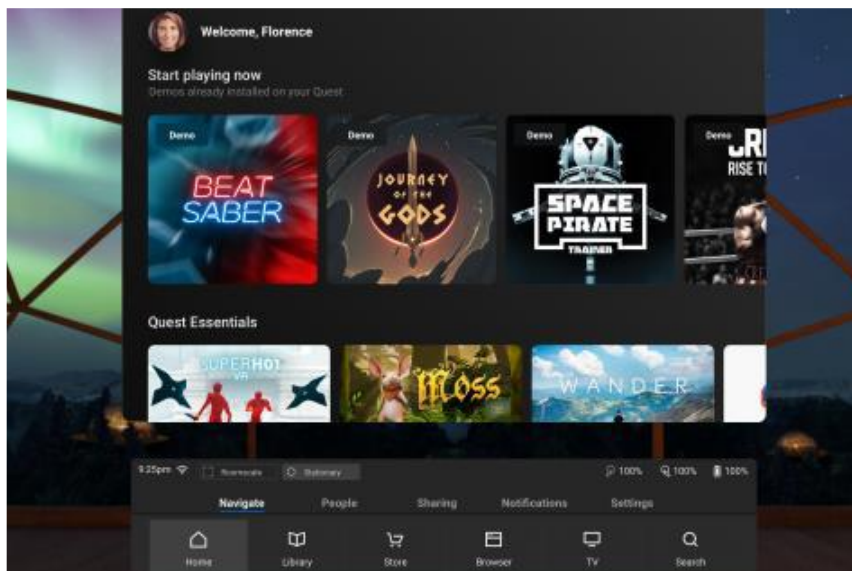 Welcome, Florence
Start playing now
Demos already installed on your Quest
Demo
BEAT
SABER
Demo
JOURNEY
OF THE
GODS
Demo
SPACE
PIRATE
TRAINER
Demo
RISE T
Quest Essentials
SUPERHOT
VR
Moss
WANDER
9:25pm
Roomscale
Stationary
100%
100%
100%
Navigate
People
Sharing
Notifications
Settings
Home
Library
Store
Browser
TV
Search